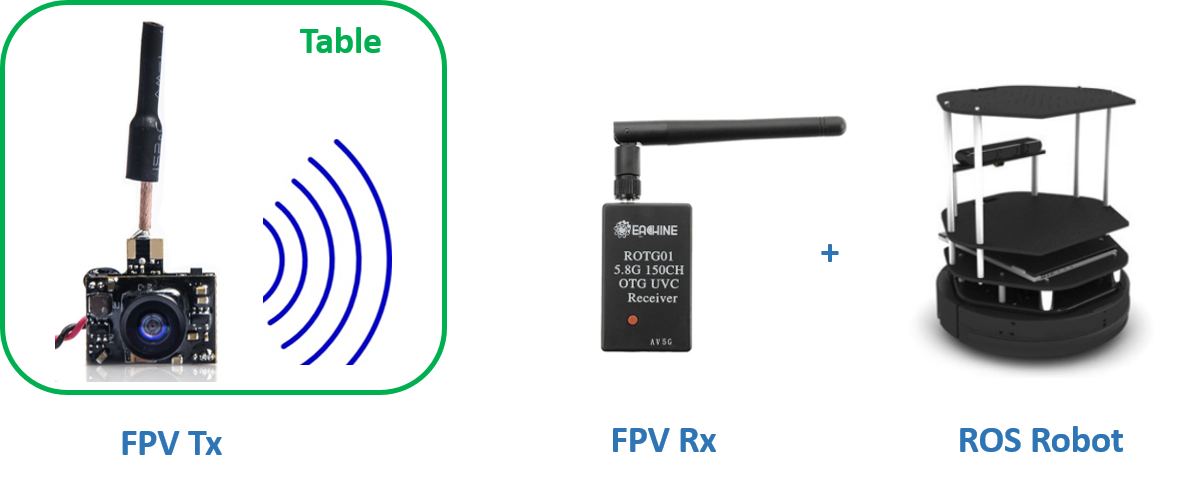 Table
EACHINE
ROTG01
5.8G 150CH
OTG UVC
Receiver
AV5G
+
FPV Tx
FPV Rx
ROS Robot